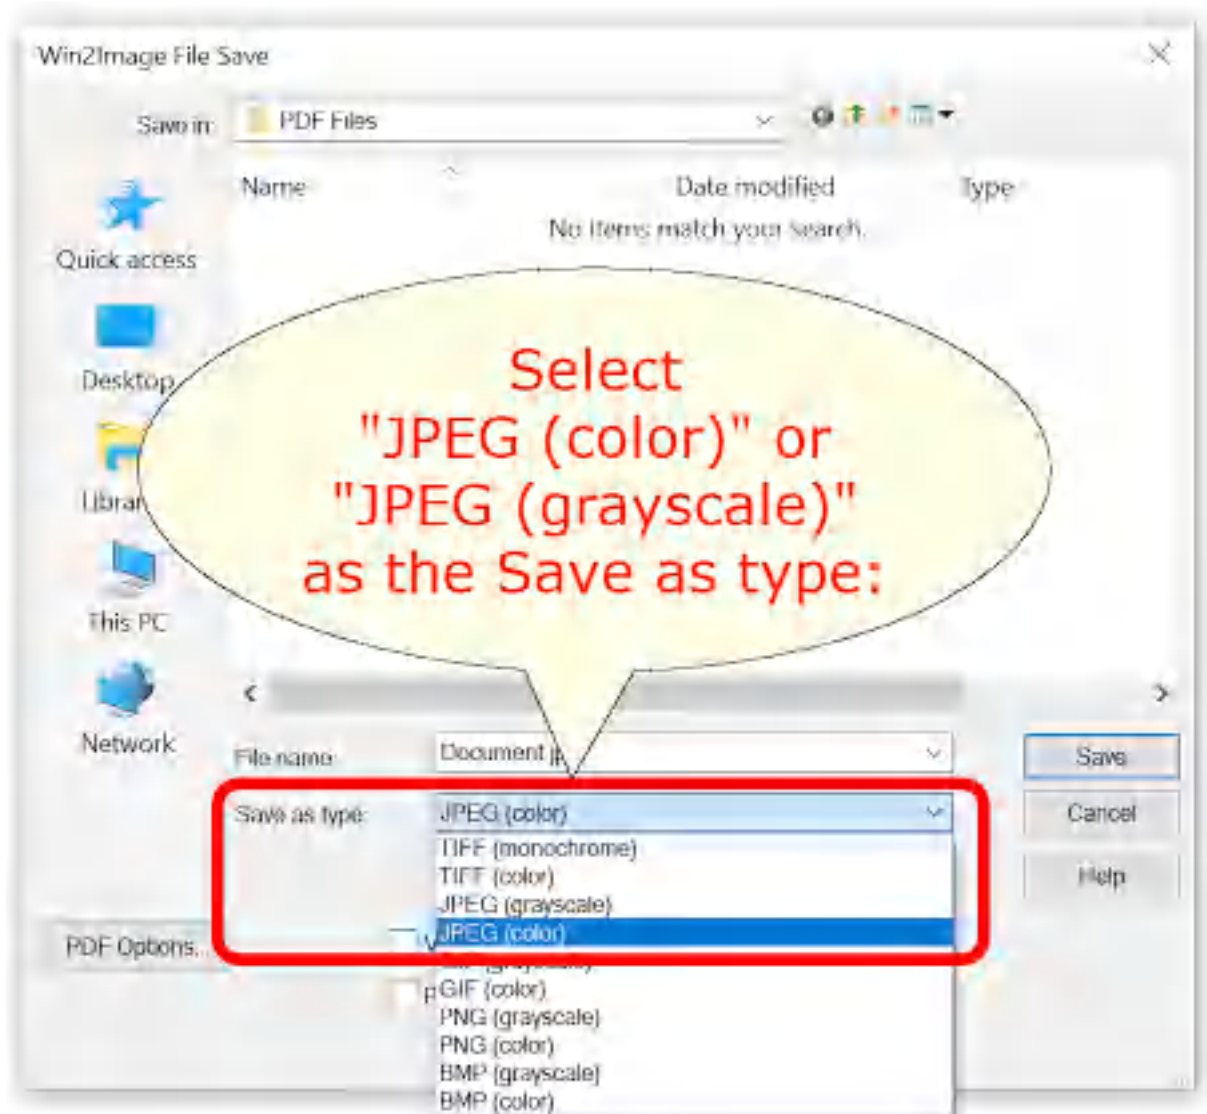 Win2Image File Save
Save in: PDF Files
Name Date modified Type
No items match your search.
Quick access
Desktop
Select
"JPEG (color)" or
"JPEG (grayscale)"
as the Save as type:
This PC
Network
File name: Document
Save
Save as type: JPEG (color)
Cancel
TIFF (monochrome)
TIFF (color)
Help
JPEG (grayscale)
JPEG (color)
PDF Options...
(grayscale)
GIF (color)
PNG (grayscale)
PNG (color)
BMP (grayscale)
BMP (color)